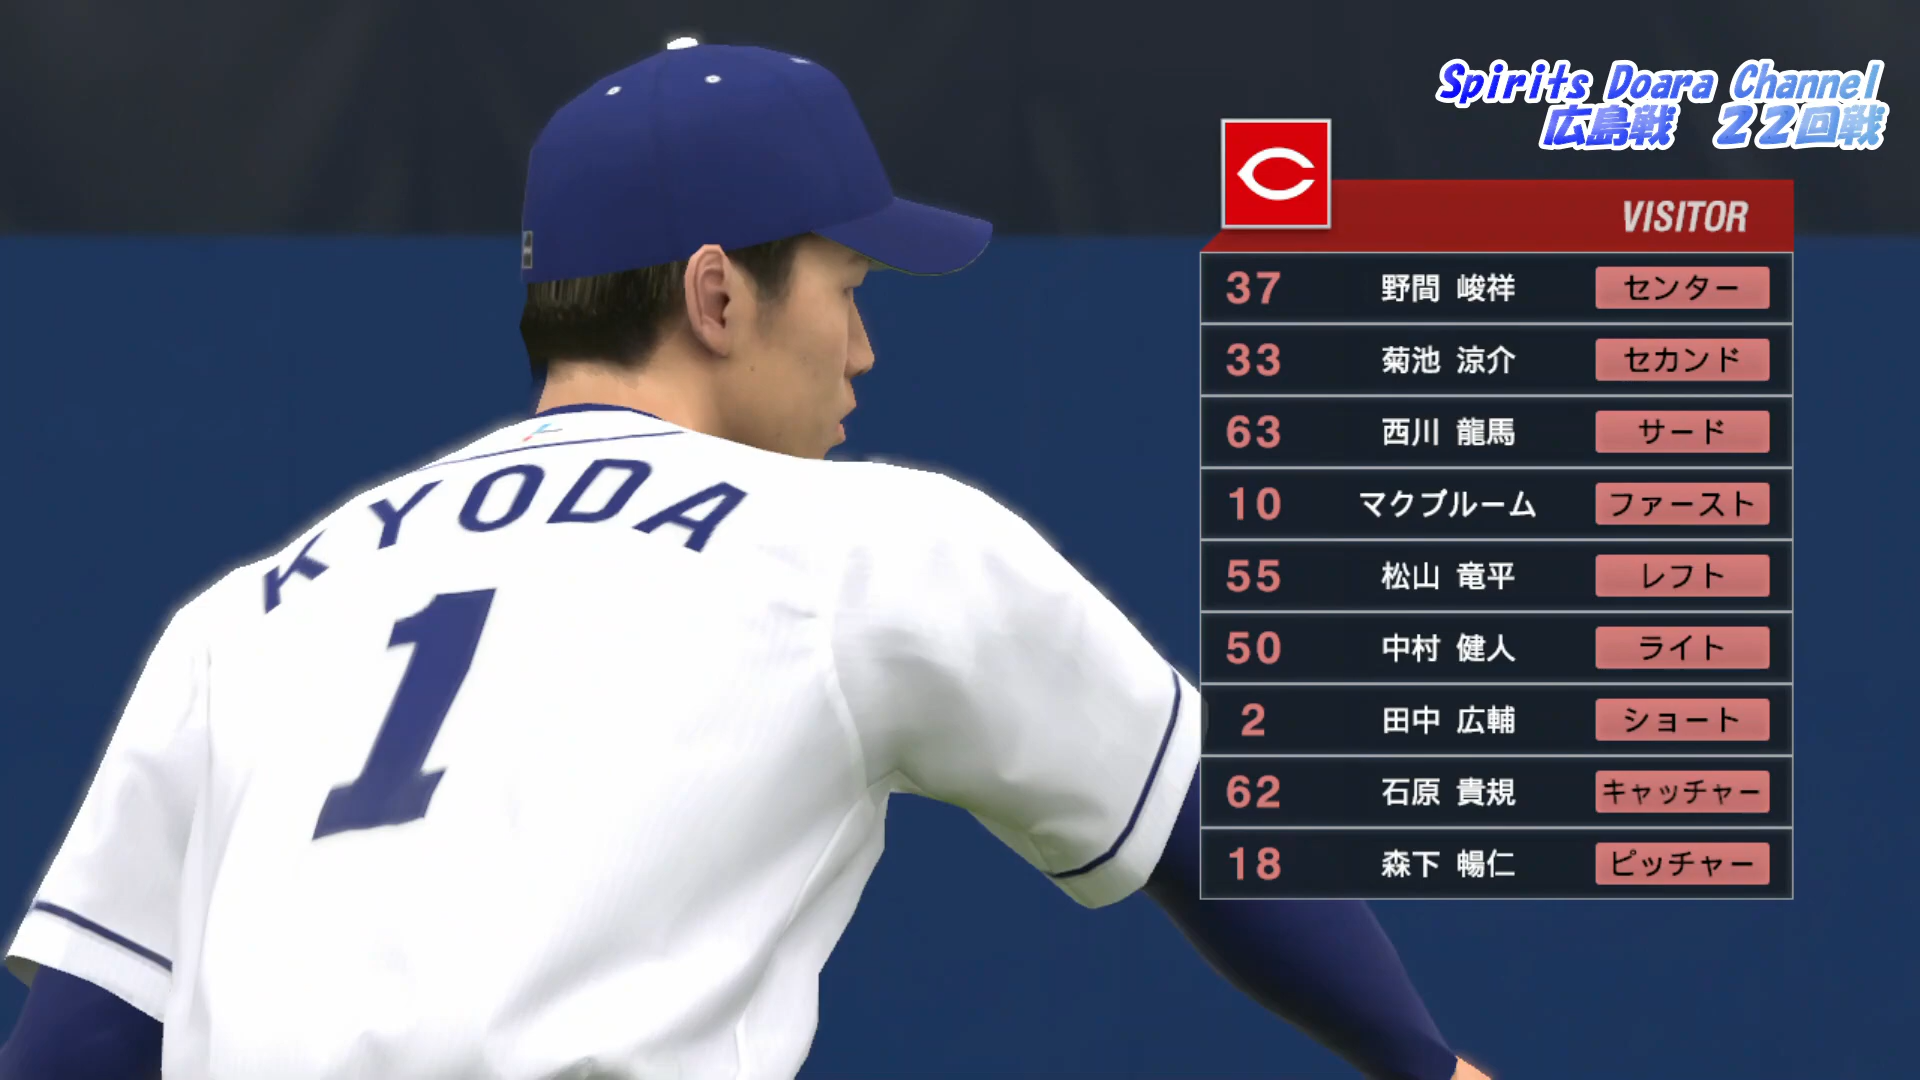 Spirits Doara Channel
広島戦 22回戦
C
VISITOR
37 野間 峻祥 センター
33 菊池 涼介 セカンド
63 西川 龍馬 サード
10 マクブルーム ファースト
55 松山 竜平 レフト
50 中村 健人 ライト
2 田中 広輔 ショート
62 石原 貴規 キャッチャー
18 森下 暢仁 ピッチャー
KYODA
1